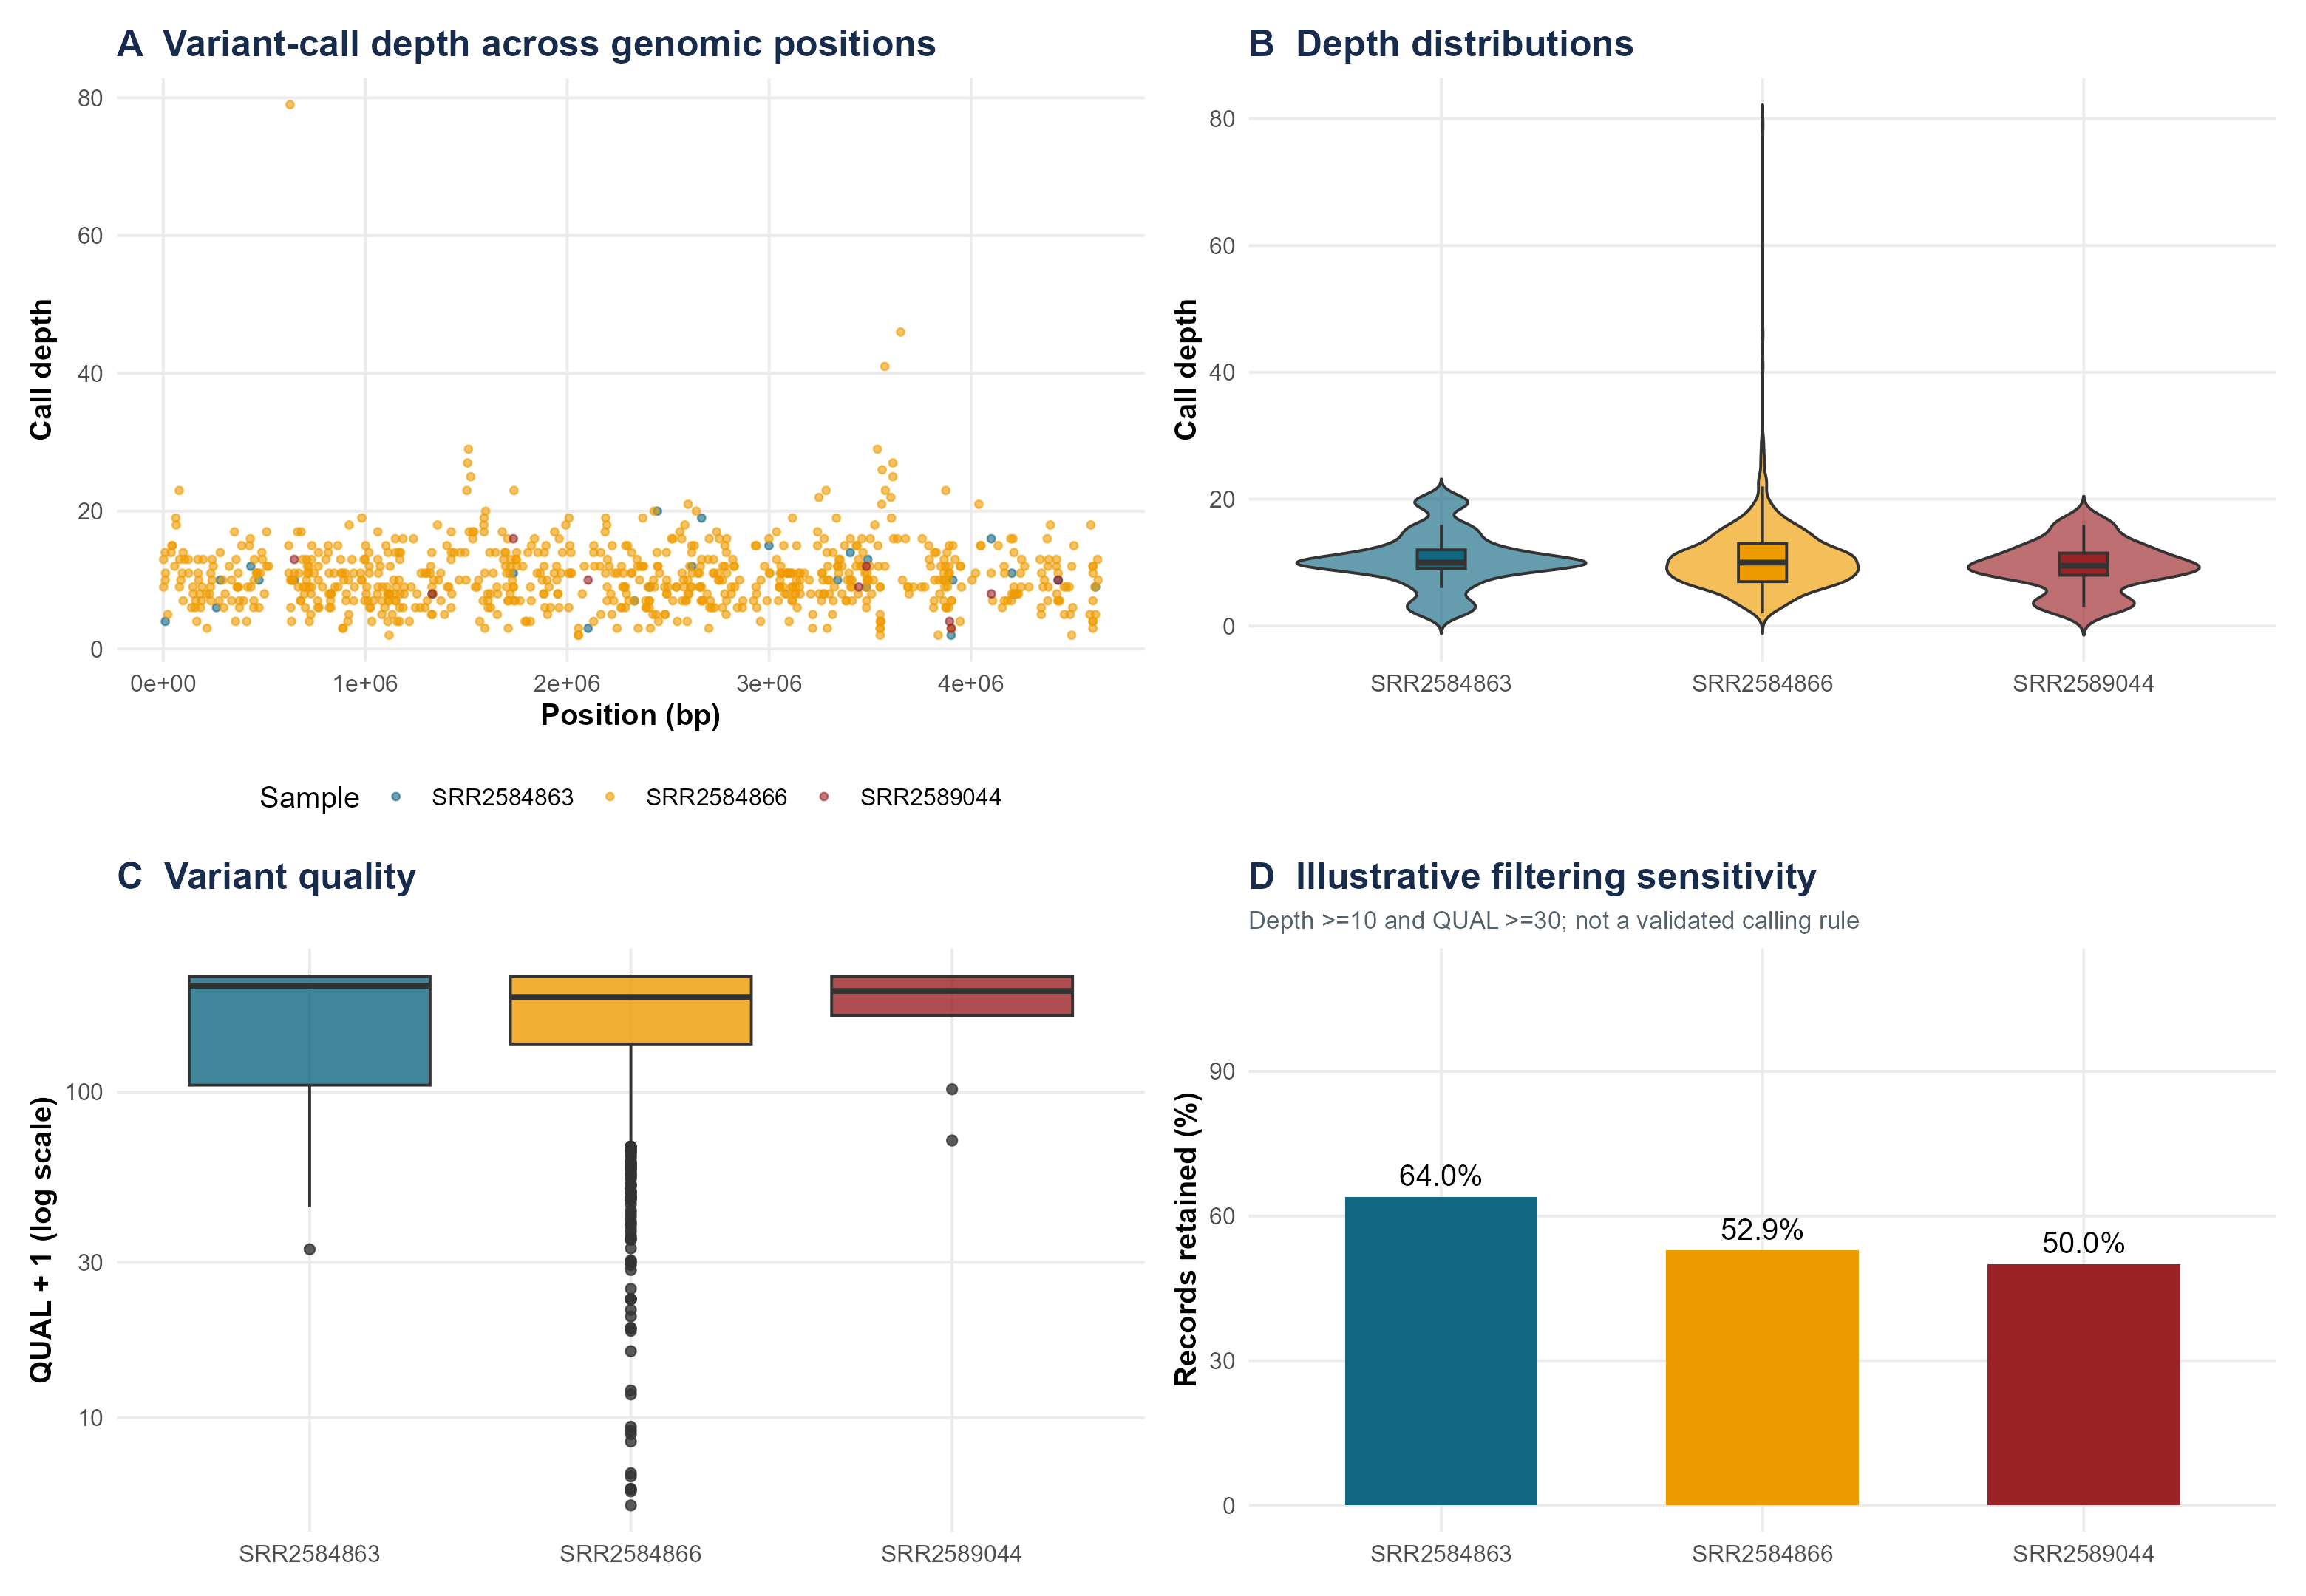 A  Variant-call depth across genomic positions
80
60
40
20
0
Call depth
0e+00 1e+06 2e+06 3e+06 4e+06
Position (bp)
Sample SRR2584863 SRR2584866 SRR2589044
B  Depth distributions
80
60
40
20
0
Call depth
SRR2584863 SRR2584866 SRR2589044
C  Variant quality
100
30
10
QUAL + 1 (log scale)
SRR2584863 SRR2584866 SRR2589044
D  Illustrative filtering sensitivity
Depth >=10 and QUAL >=30; not a validated calling rule
90
60
30
0
Records retained (%)
64.0%
52.9%
50.0%
SRR2584863 SRR2584866 SRR2589044